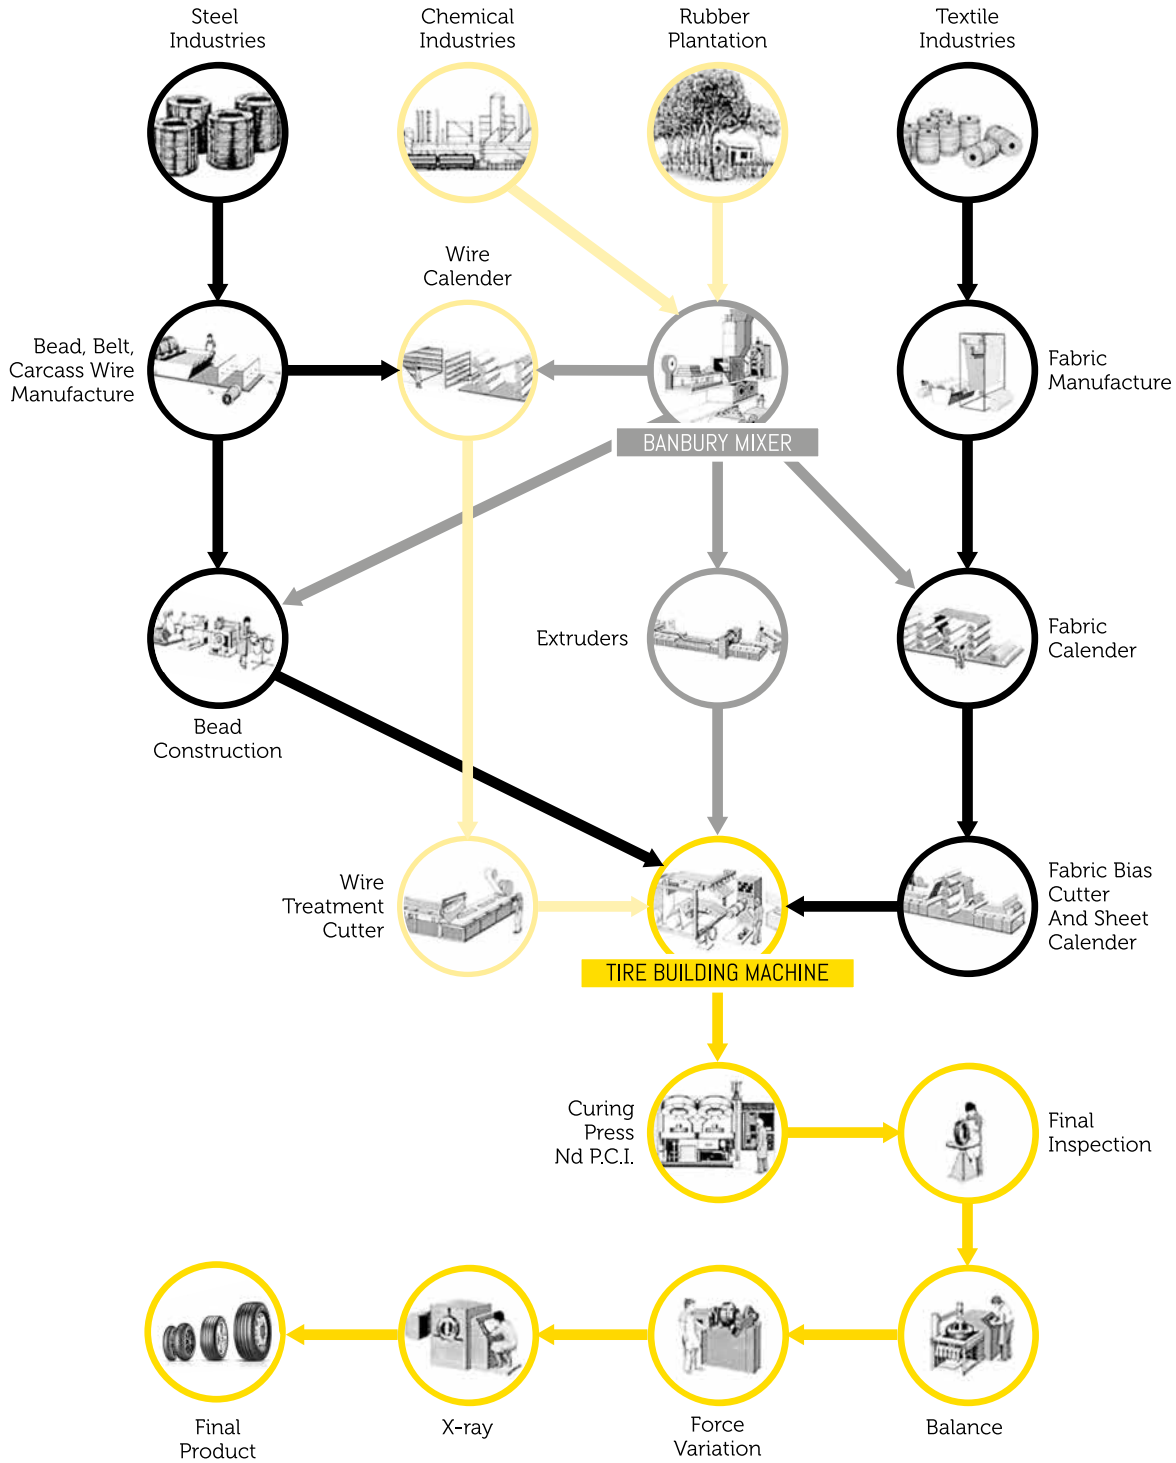 Steel
Industries
Chemical
Industries
Rubber
Plantation
Textile
Industries
Wire
Calender
Bead, Belt,
Carcass Wire
Manufacture
Fabric
Manufacture
BANBURY MIXER
Extruders
Fabric
Calender
Bead
Construction
Wire
Treatment
Cutter
Fabric Bias
Cutter
And Sheet
Calender
TIRE BUILDING MACHINE
Curing
Press
Nd P.C.I.
Final
Inspection
Final
Product
X-ray
Force
Variation
Balance